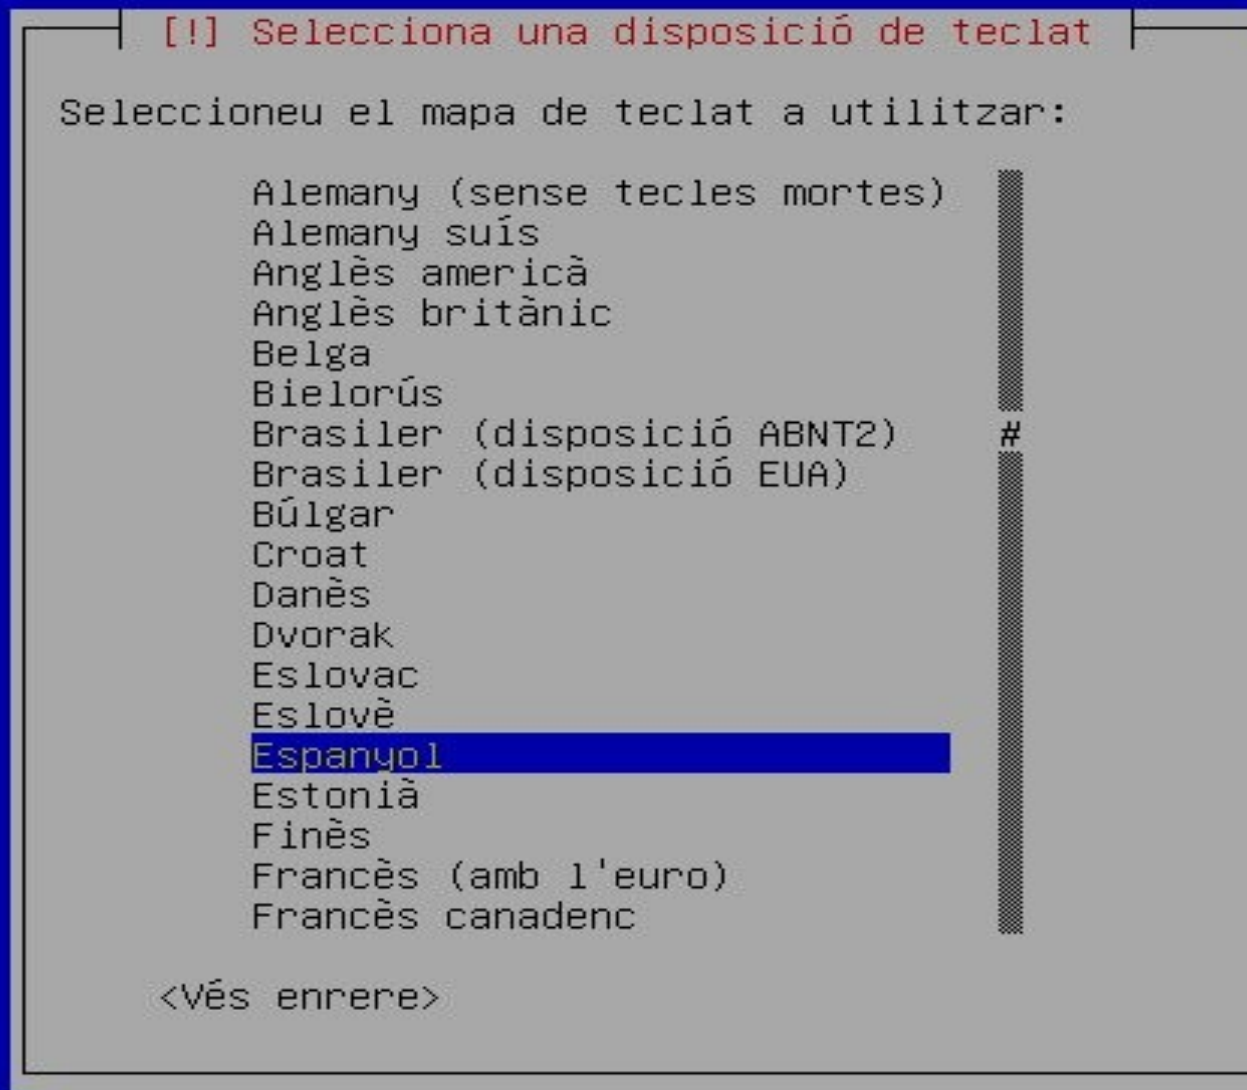 [!] Selecciona una disposició de teclat
Seleccioneu el mapa de teclat a utilitzar:
Alemany (sense tecles mortes)
Alemany suís
Anglès americà
Anglès britànic
Belga
Bielorús
Brasiler (disposició ABNT2) #
Brasiler (disposició EUA)
Búlgar
Croat
Danès
Dvorak
Eslovac
Eslovè
Espanyol
Estonià
Finès
Francès (amb l'euro)
Francès canadenc
<Vés enrere>